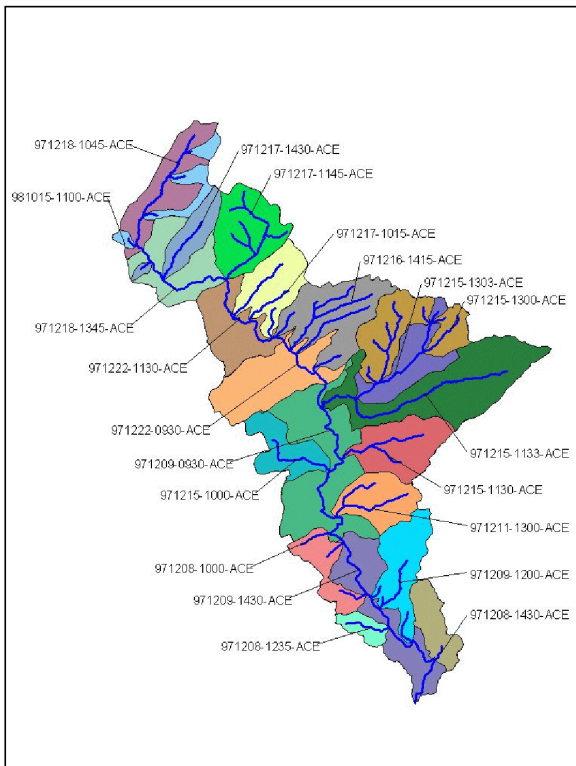 971218-1045-ACE
971217-1430-ACE
971217-1145-ACE
981015-1100-ACE
971217-1015-ACE
971216-1415-ACE
971215-1303-ACE
971215-1300-ACE
971218-1345-ACE
971222-1130-ACE
971222-0930-ACE
971215-1133-ACE
971209-0930-ACE
971215-1130-ACE
971215-1000-ACE
971211-1300-ACE
971208-1000-ACE
971209-1200-ACE
971209-1430-ACE
971208-1430-ACE
971208-1235-ACE